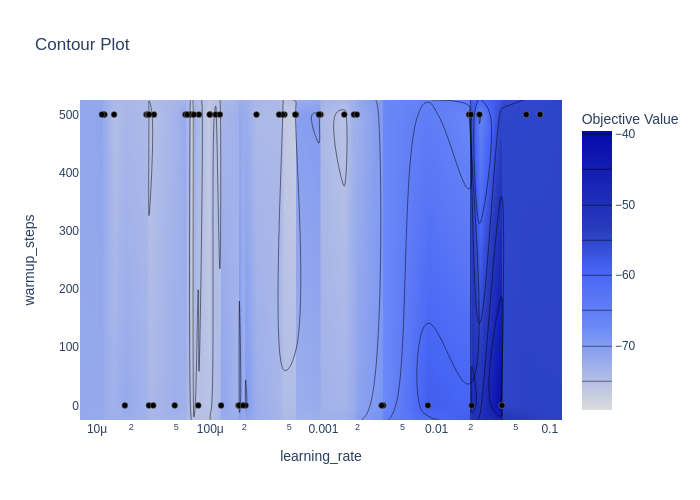 Contour Plot
Objective Value
−40
−50
−60
−70
500
400
300
200
100
0
warmup_steps
10μ 2 5 100μ 2 5 0.001 2 5 0.01 2 5 0.1
learning_rate